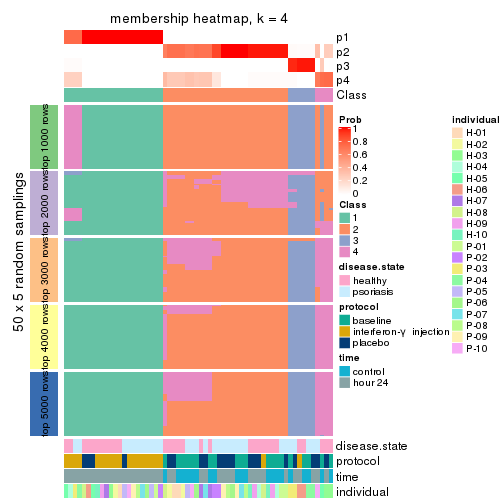 membership heatmap, k = 4
p1
p2
p3
p4
Class
50 x 5 random samplings
top 1000 rows
top 2000 rows
top 3000 rows
top 4000 rows
top 5000 rows
disease.state
protocol
time
individual
Prob
1
0.8
0.6
0.4
0.2
0
Class
1
2
3
4
disease.state
healthy
psoriasis
protocol
baseline
interferon-γ injection
placebo
time
control
hour 24
individual
H-01
H-02
H-03
H-04
H-05
H-06
H-07
H-08
H-09
H-10
P-01
P-02
P-03
P-04
P-05
P-06
P-07
P-08
P-09
P-10